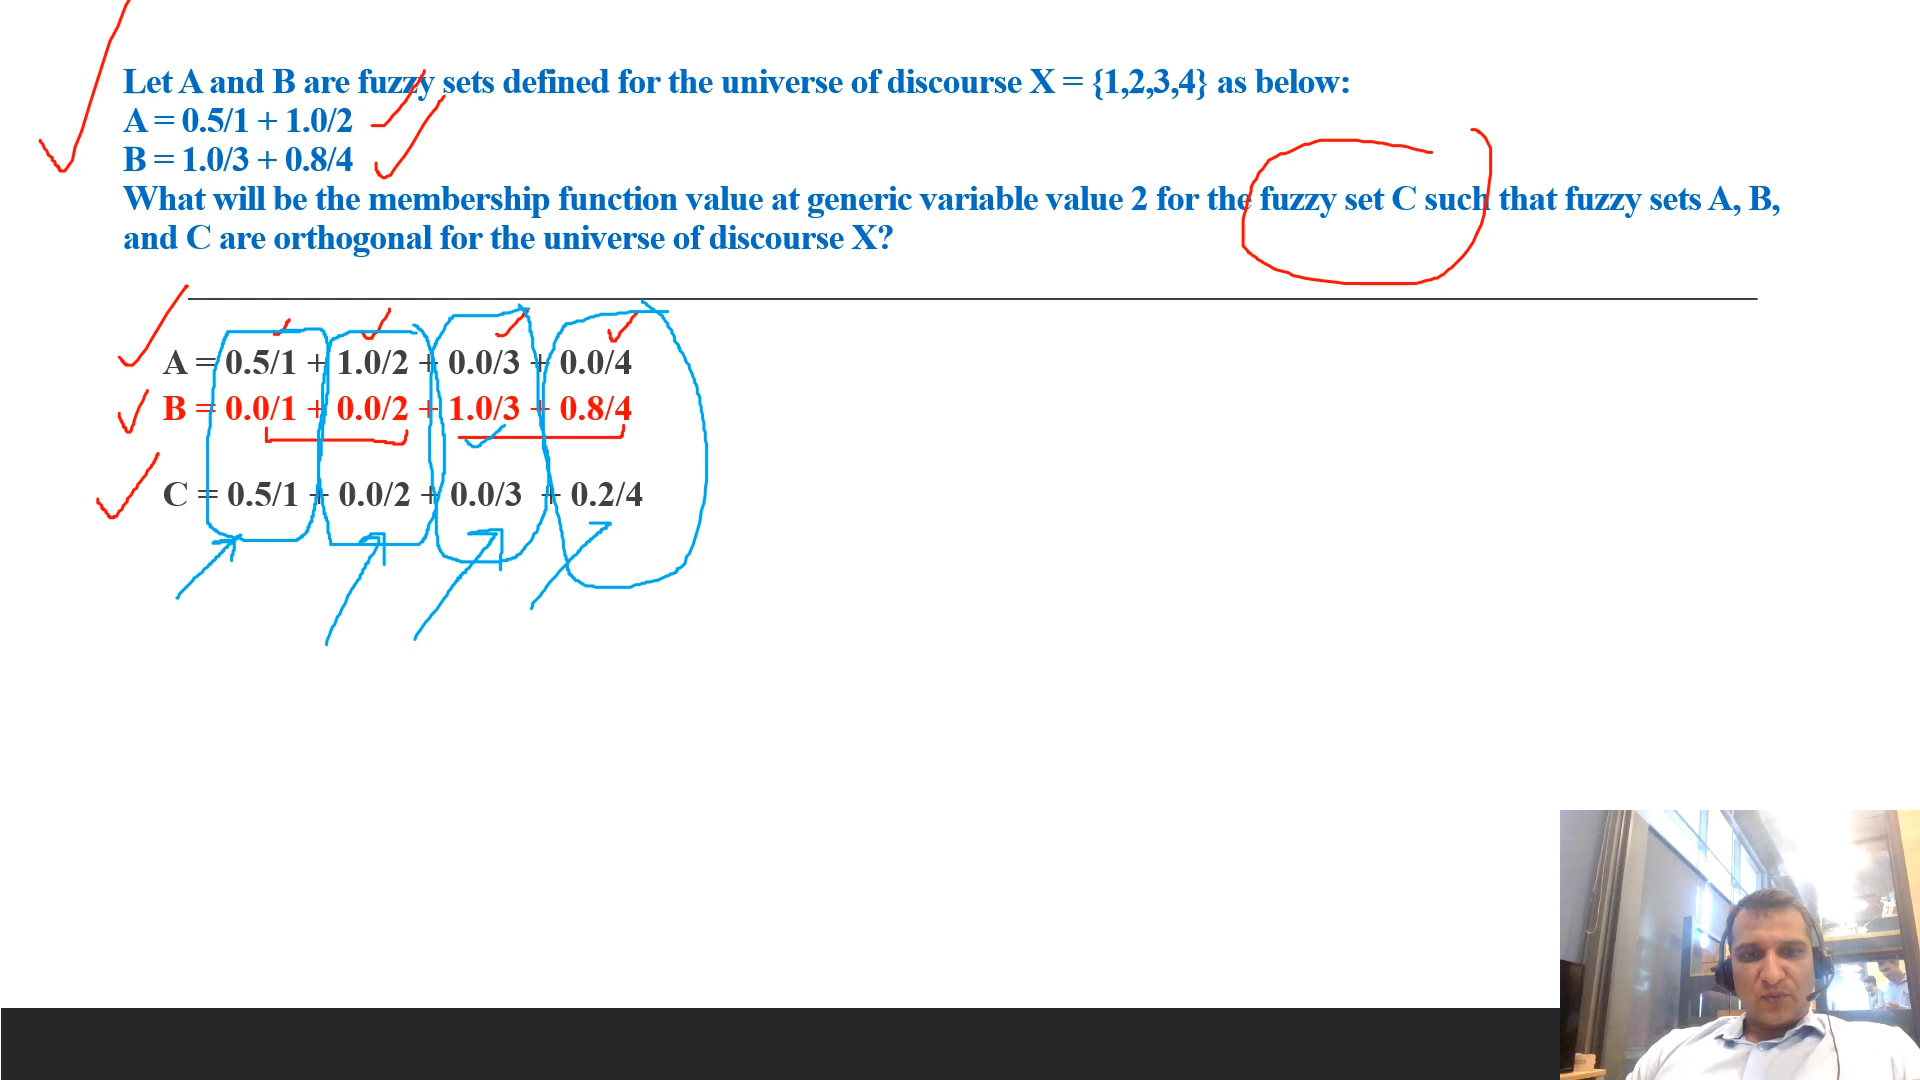 Let A and B are fuzzy sets defined for the universe of discourse X = {1,2,3,4} as below:
A = 0.5/1 + 1.0/2
B = 1.0/3 + 0.8/4
What will be the membership function value at generic variable value 2 for the fuzzy set C such that fuzzy sets A, B,
and C are orthogonal for the universe of discourse X?
A = 0.5/1 + 1.0/2 + 0.0/3 + 0.0/4
B = 0.0/1 + 0.0/2 + 1.0/3 + 0.8/4
C = 0.5/1 + 0.0/2 + 0.0/3 + 0.2/4